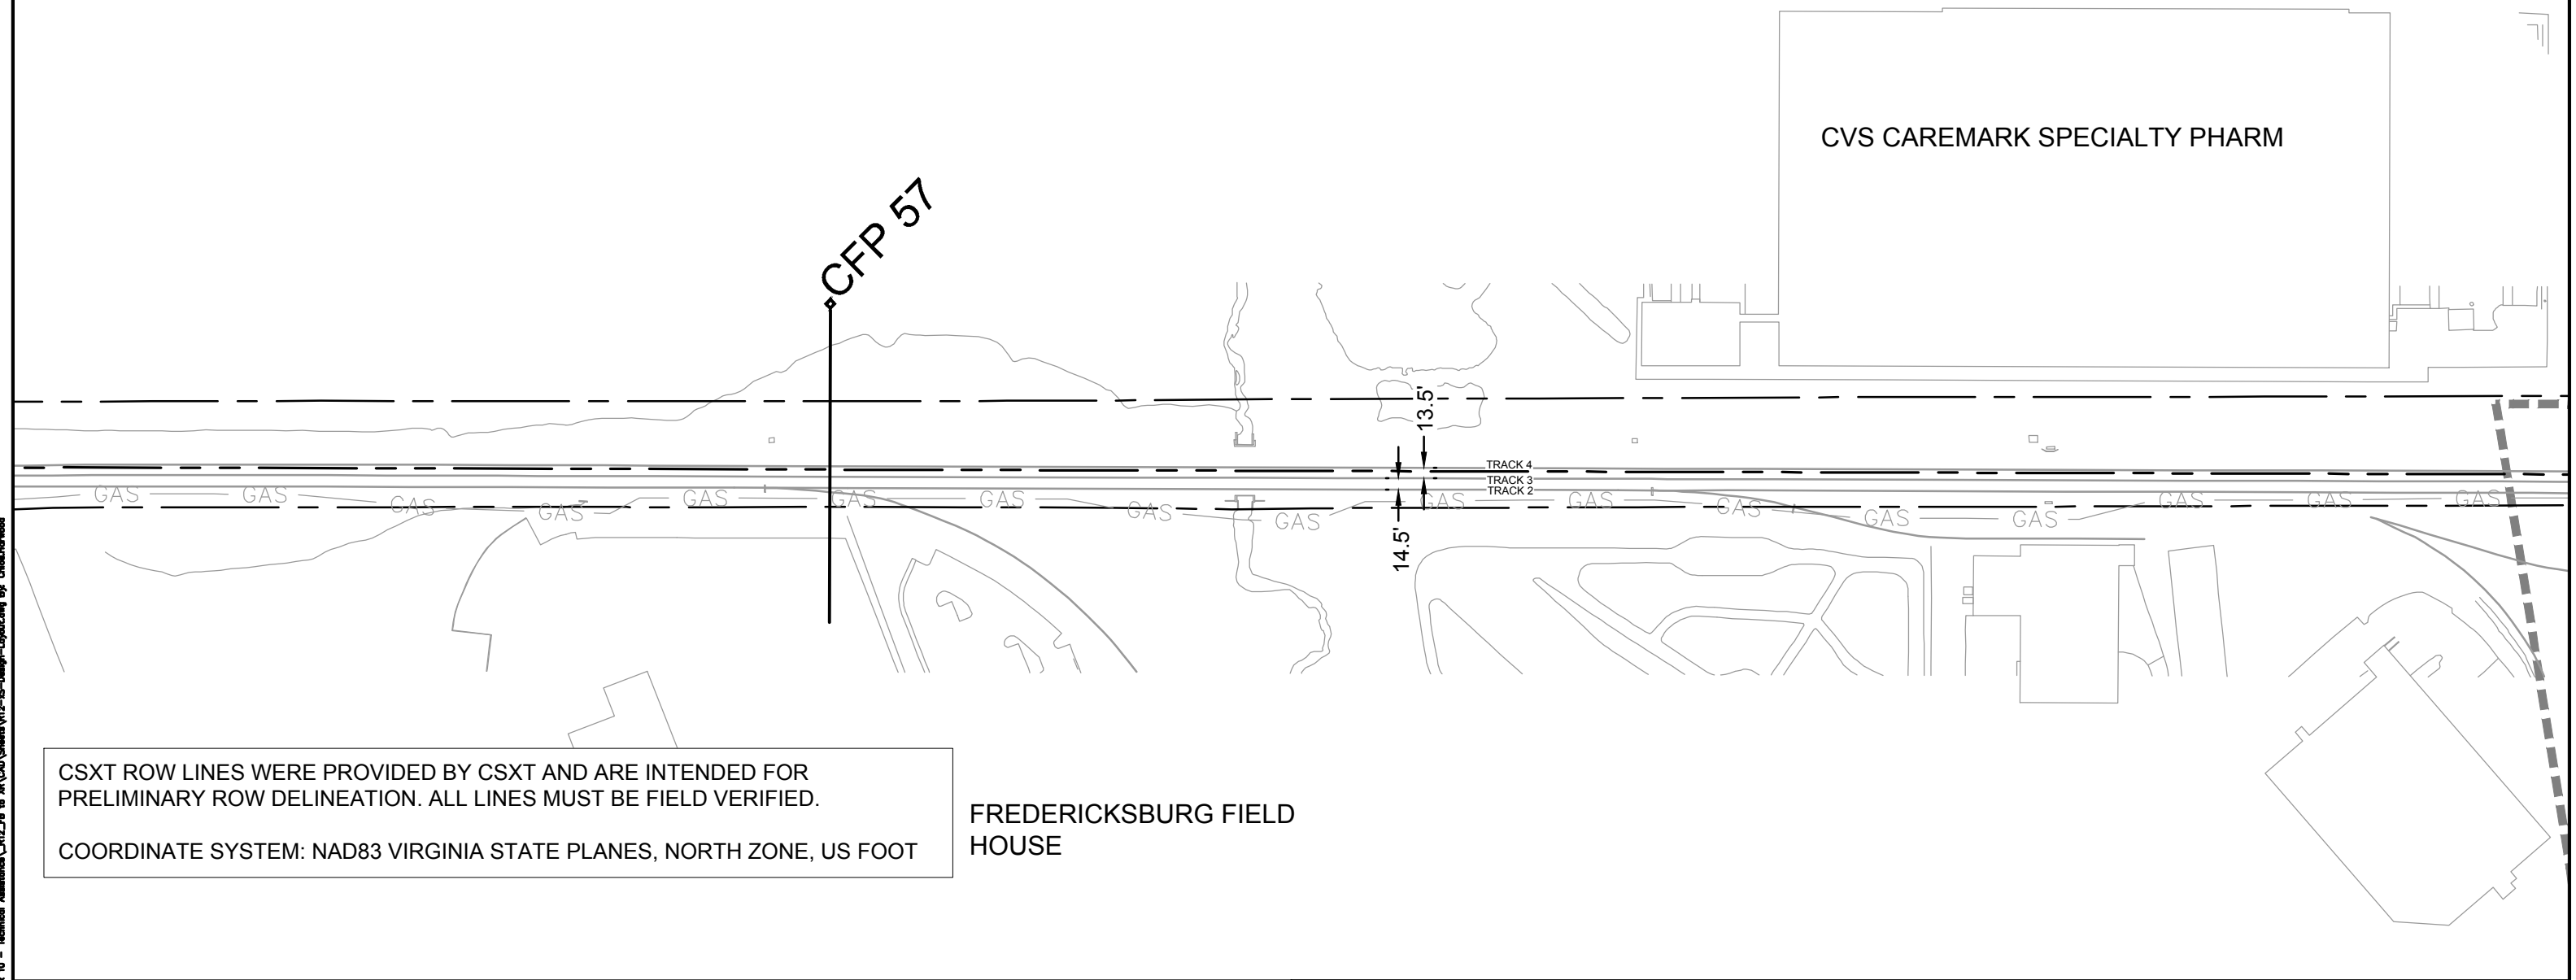 CVS CAREMARK SPECIALTY PHARM
CFP 57
13.5'
TRACK 4
TRACK 3
TRACK 2
GAS GAS GAS GAS GAS GAS GAS GAS GAS GAS GAS GAS GAS GAS GAS GAS GAS
14.5'
CSXT ROW LINES WERE PROVIDED BY CSXT AND ARE INTENDED FOR
PRELIMINARY ROW DELINEATION. ALL LINES MUST BE FIELD VERIFIED.
COORDINATE SYSTEM: NAD83 VIRGINIA STATE PLANES, NORTH ZONE, US FOOT
FREDERICKSBURG FIELD
HOUSE